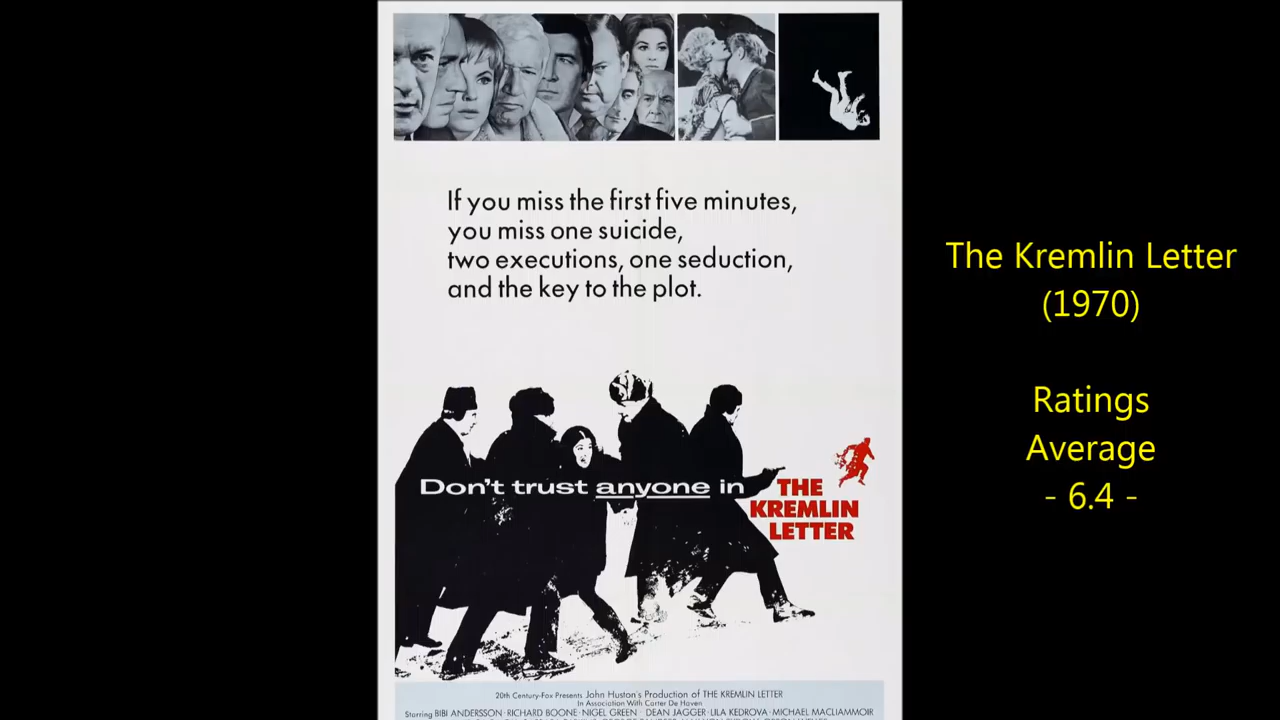 If you miss the first five minutes,
you miss one suicide,
two executions, one seduction,
and the key to the plot.
Don't trust anyone in
THE
KREMLIN
LETTER
20th Century-Fox Presents John Huston's Production of THE KREMLIN LETTER
In Association With Carter De Haven
Starring BIBI ANDERSSON · RICHARD BOONE · NIGEL GREEN · DEAN JAGGER · LILA KEDROVA · MICHAEL MACLIAMMOIR
The Kremlin Letter
(1970)
Ratings
Average
- 6.4 -